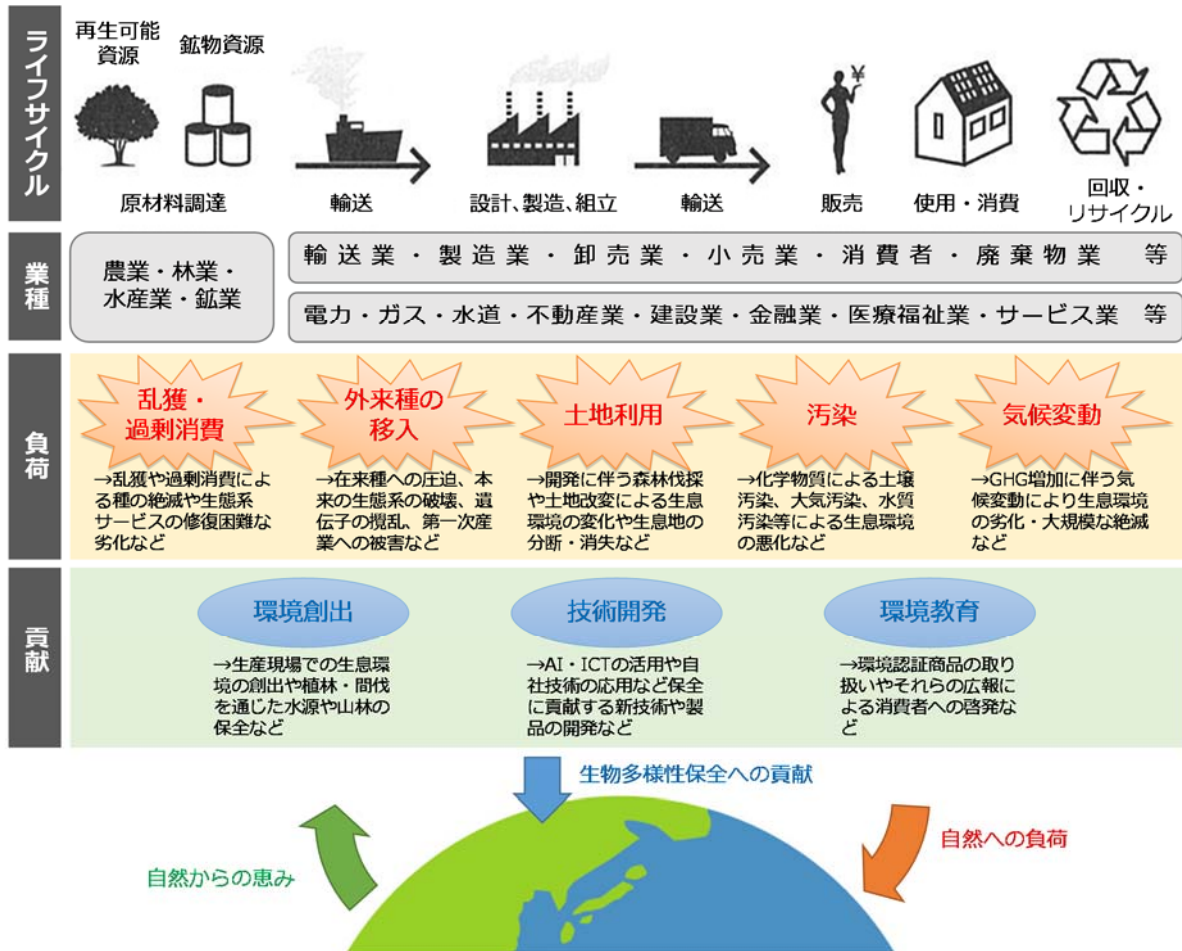 ライフサイクル
再生可能
資源
鉱物資源
¥
原材料調達
輸送
設計、製造、組立
輸送
販売
使用・消費
回収・
リサイクル
業種
農業・林業・
水産業・鉱業
輸送業・製造業・卸売業・小売業・消費者・廃棄物業 等
電力・ガス・水道・不動産業・建設業・金融業・医療福祉業・サービス業 等
負荷
乱獲・
過剰消費
→乱獲や過剰消費によ
る種の絶滅や生態系
サービスの修復困難な
劣化など
外来種の
移入
→在来種への圧迫、本
来の生態系の破壊、遺
伝子の攪乱、第一次産
業への被害など
土地利用
→開発に伴う森林伐採
や土地改変による生息
環境の変化や生息地の
分断・消失など
汚染
→化学物質による土壌
汚染、大気汚染、水質
汚染等による生息環境
の悪化など
気候変動
→GHG増加に伴う気
候変動により生息環境
の劣化・大規模な絶滅
など
貢献
環境創出
→生産現場での生息環
境の創出や植林・間伐
を通じた水源や山林の
保全など
技術開発
→AI・ICTの活用や自
社技術の応用など保全
に貢献する新技術や製
品の開発など
環境教育
→環境認証商品の取り
扱いやそれらの広報に
よる消費者への啓発な
ど
生物多様性保全への貢献
自然からの恵み
自然への負荷